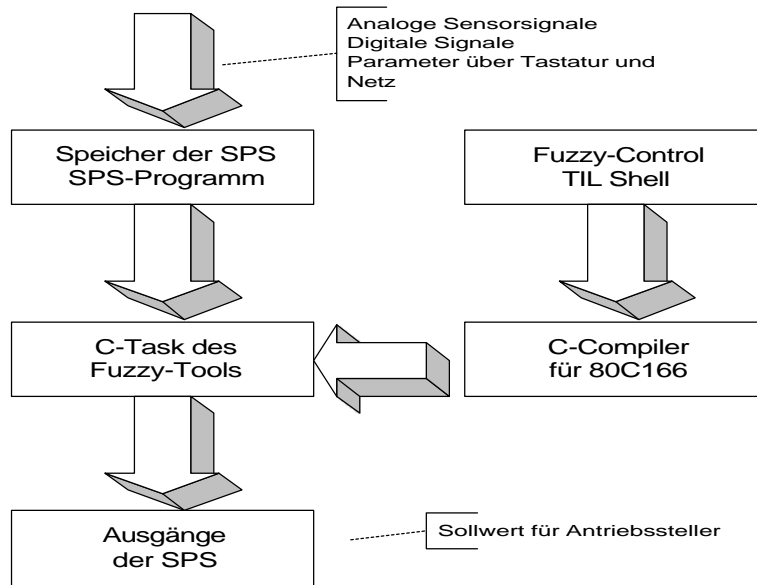 Analoge Sensorsignale
Digitale Signale
Parameter über Tastatur und
Netz
Speicher der SPS
SPS-Programm
Fuzzy-Control
TIL Shell
C-Task des
Fuzzy-Tools
C-Compiler
für 80C166
Ausgänge
der SPS
Sollwert für Antriebssteller